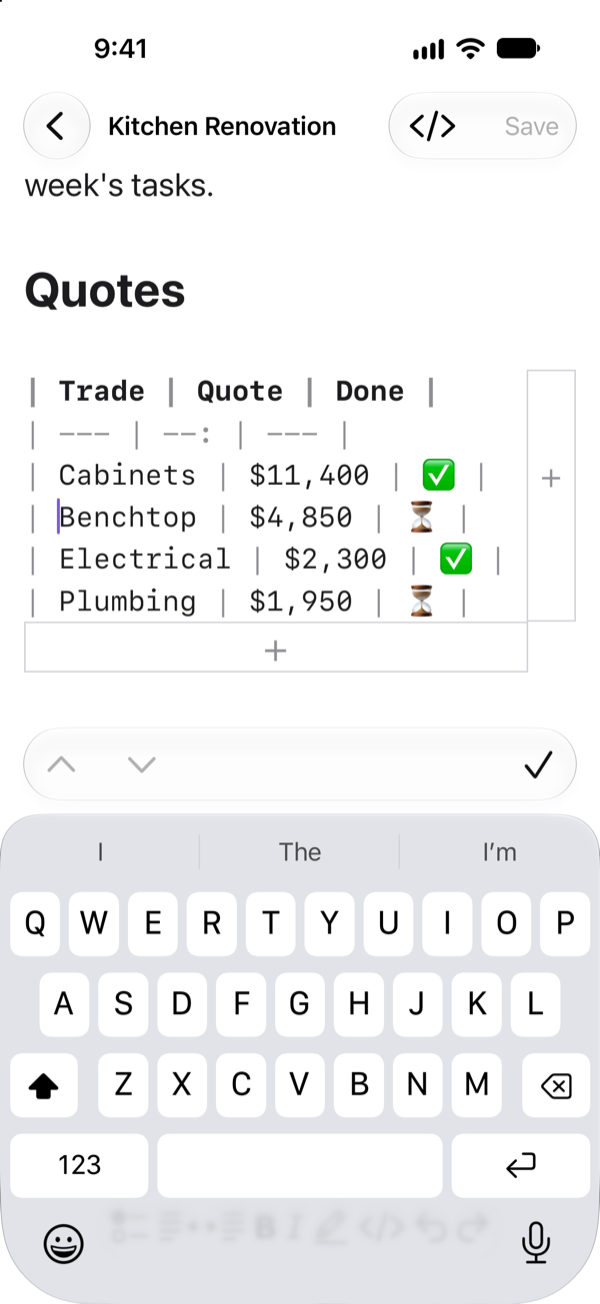 9:41
Kitchen Renovation
</> Save
week's tasks.
Quotes
| Trade | Quote | Done |
| --- | --: | --- |
| Cabinets | $11,400 | ✅ |
| Benchtop | $4,850 | ⏳ |
| Electrical | $2,300 | ✅ |
| Plumbing | $1,950 | ⏳ |
+
+
I The I'm
Q W E R T Y U I O P
A S D F G H J K L
Z X C V B N M
123